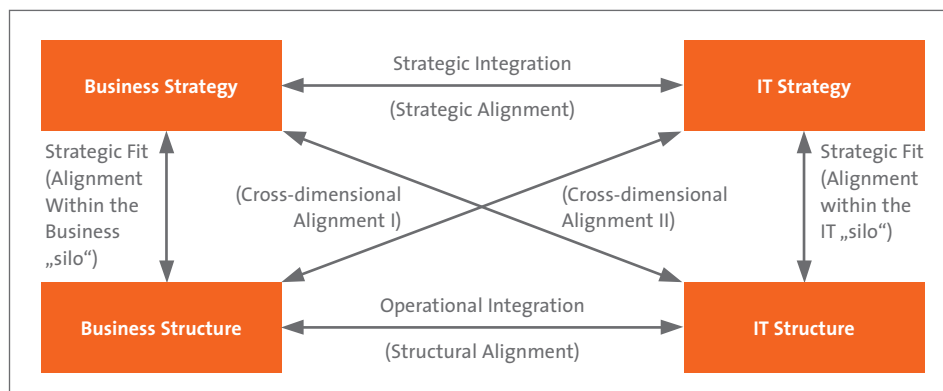 Strategic Integration
Business Strategy
IT Strategy
(Strategic Alignment)
Strategic Fit
(Alignment
Within the
Business
„silo“)
(Cross-dimensional
Alignment I)
(Cross-dimensional
Alignment II)
Strategic Fit
(Alignment
within the
IT „silo“)
Operational Integration
Business Structure
IT Structure
(Structural Alignment)